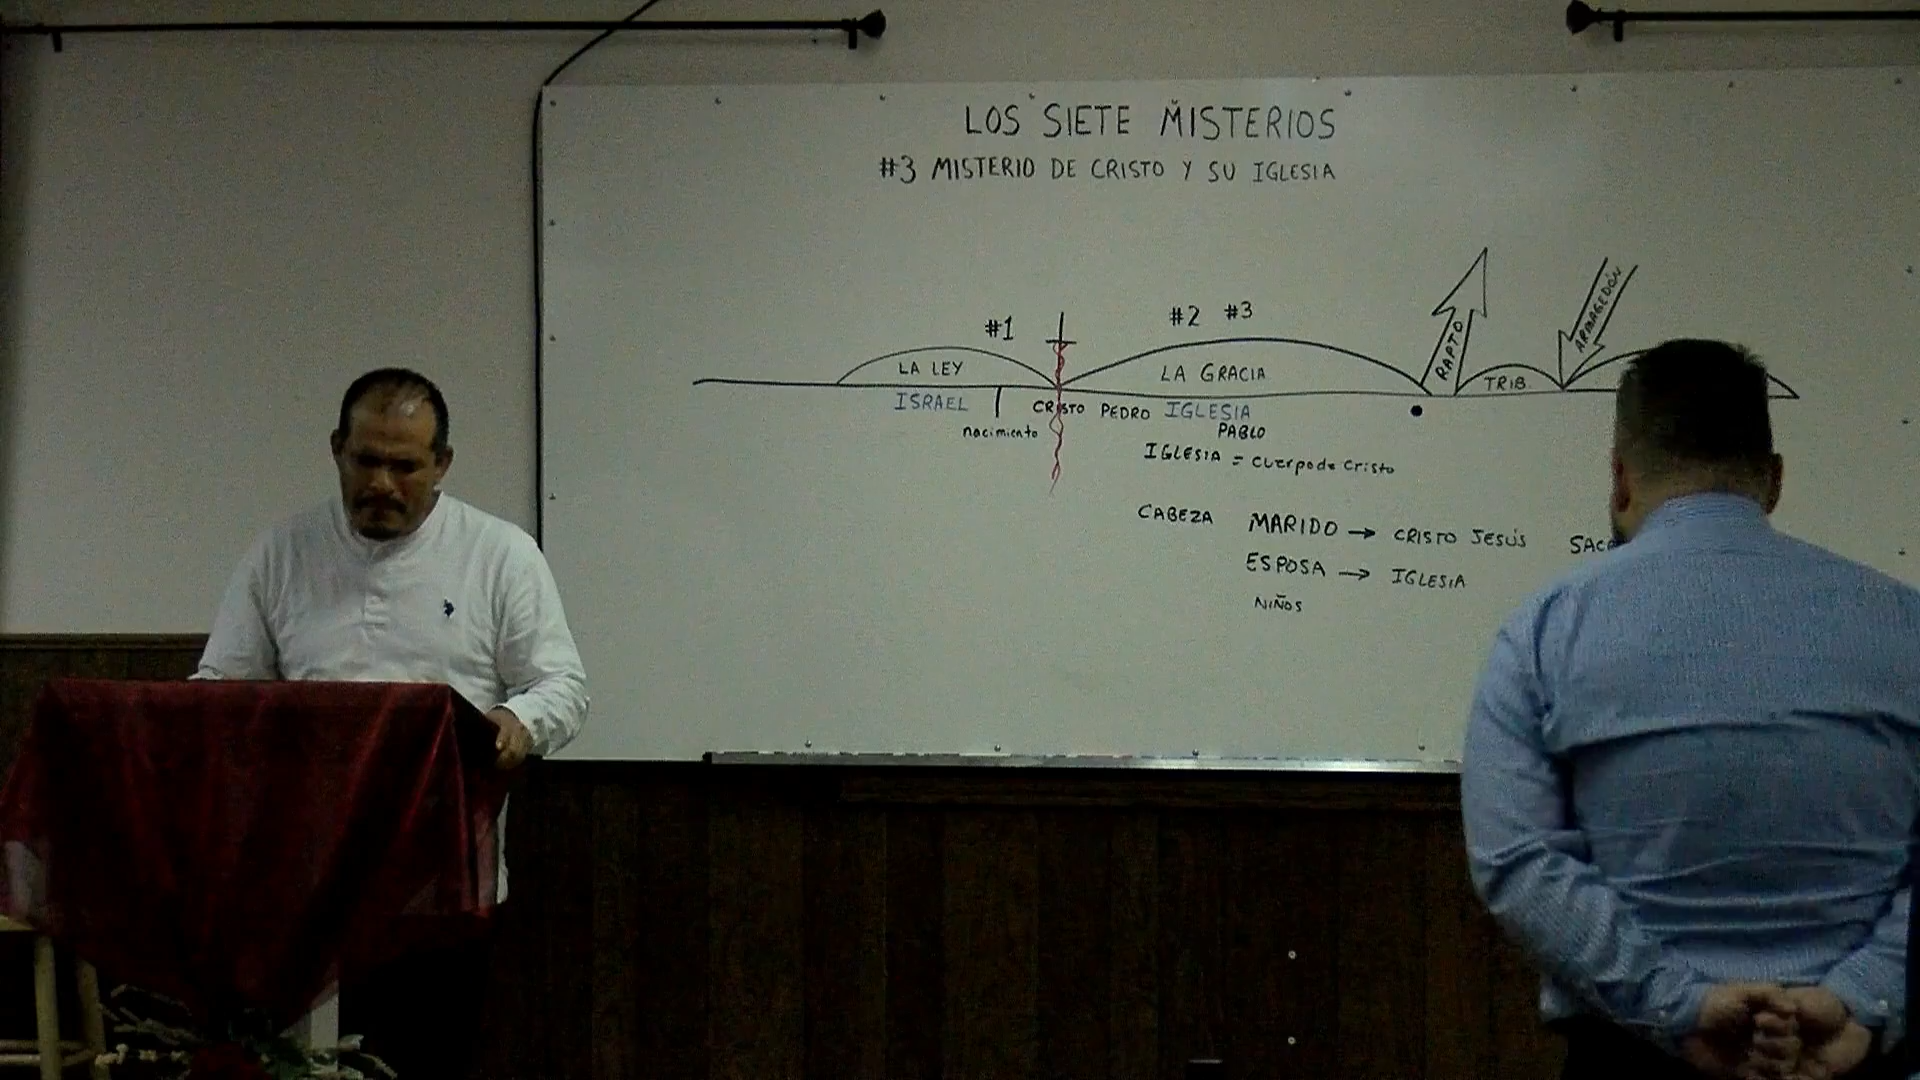 LOS SIETE MISTERIOS
#3 MISTERIO DE CRISTO Y SU IGLESIA
#1
#2 #3
LA LEY
LA GRACIA
RAPTO
TRIB.
ARMAGEDÓN
ISRAEL
CRISTO PEDRO IGLESIA
nacimiento
PABLO
IGLESIA = cuerpo de Cristo
CABEZA MARIDO → CRISTO JESÚS
ESPOSA → IGLESIA
NIÑOS